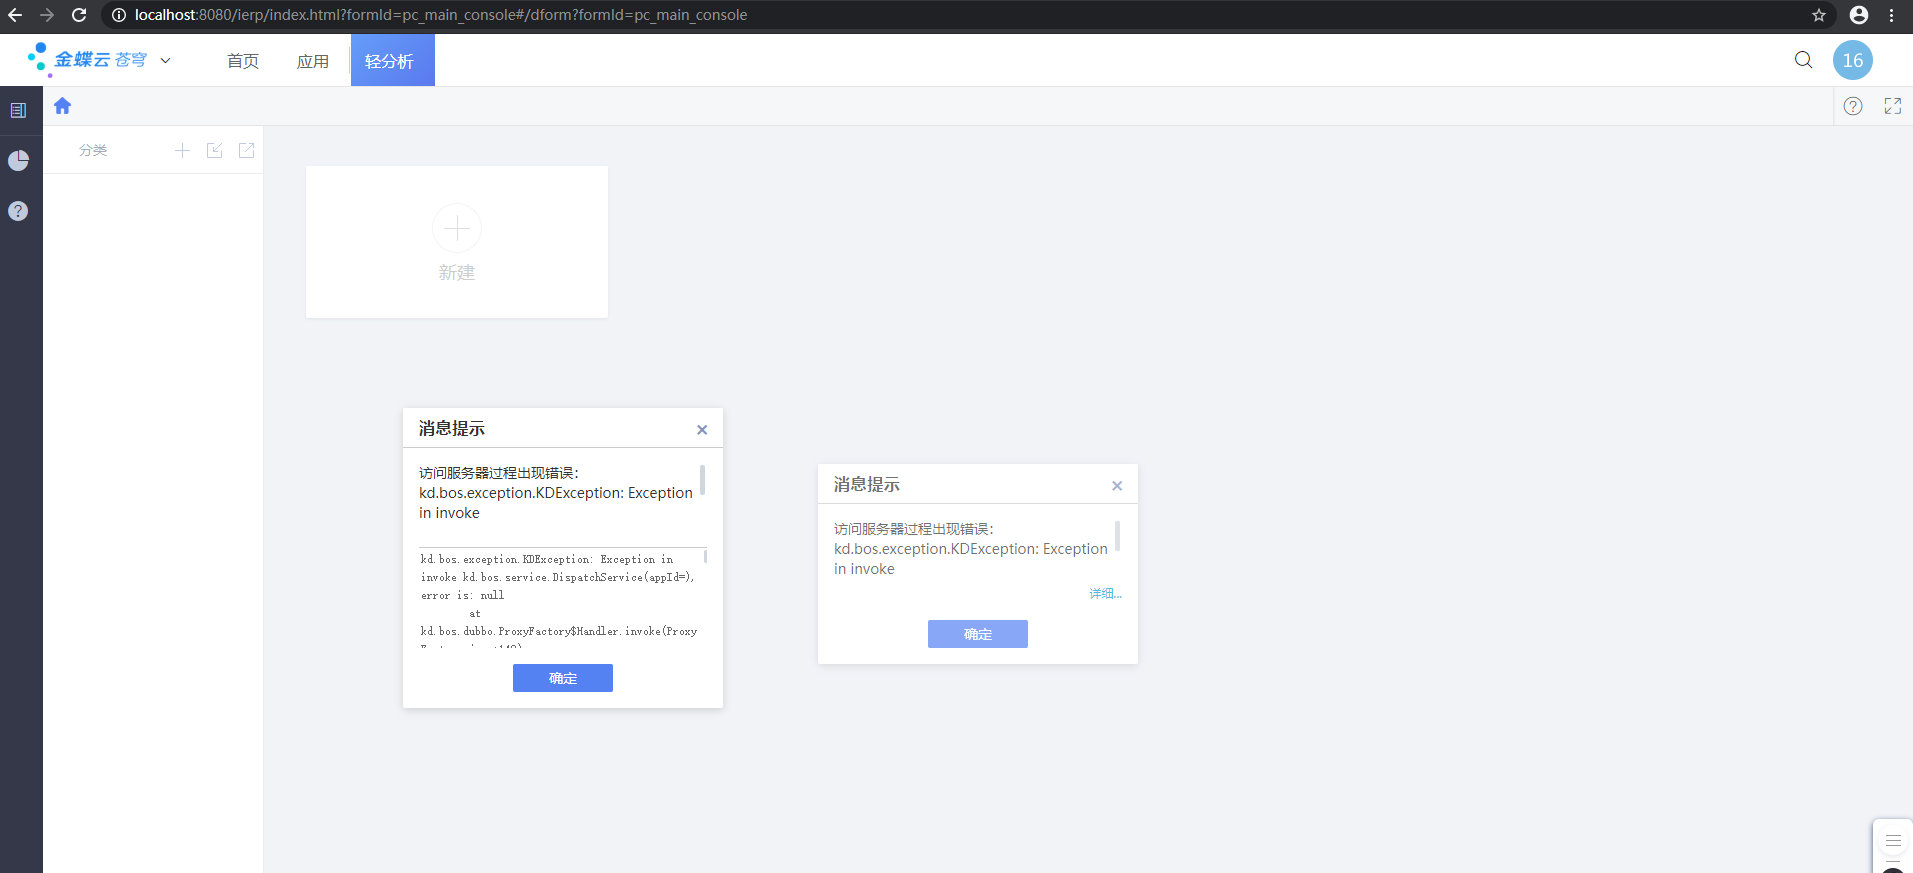 localhost:8080/ierp/index.html?formId=pc_main_console#/dform?formId=pc_main_console
金蝶云 苍穹
首页
应用
轻分析
16
分类
新建
消息提示
访问服务器过程出现错误：
kd.bos.exception.KDException: Exception
in invoke
kd.bos.exception.KDException: Exception in
invoke kd.bos.service.DispatchService(appId=),
error is: null
at
kd.bos.dubbo.ProxyFactory$Handler.invoke(Proxy
确定
消息提示
访问服务器过程出现错误：
kd.bos.exception.KDException: Exception
in invoke
详细...
确定